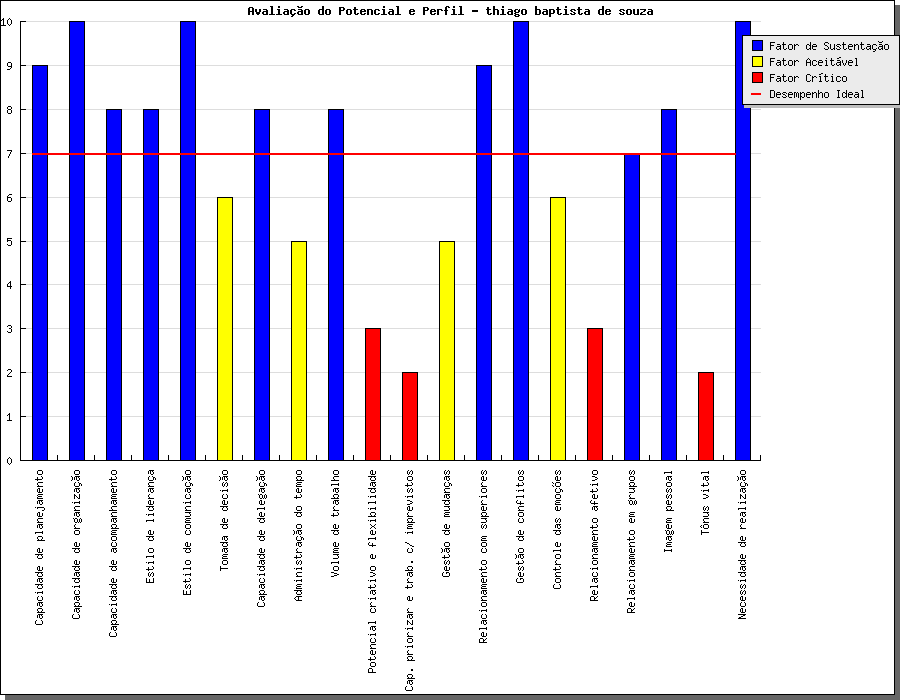 Avaliação do Potencial e Perfil - thiago baptista de souza
10
9
8
7
6
5
4
3
2
1
0
Fator de Sustentação
Fator Aceitável
Fator Crítico
Desempenho Ideal
Capacidade de planejamento
Capacidade de organização
Capacidade de acompanhamento
Estilo de liderança
Estilo de comunicação
Tomada de decisão
Capacidade de delegação
Administração do tempo
Volume de trabalho
Potencial criativo e flexibilidade
Cap. priorizar e trab. c/ imprevistos
Gestão de mudanças
Relacionamento com superiores
Gestão de conflitos
Controle das emoções
Relacionamento afetivo
Relacionamento em grupos
Imagem pessoal
Tônus vital
Necessidade de realização